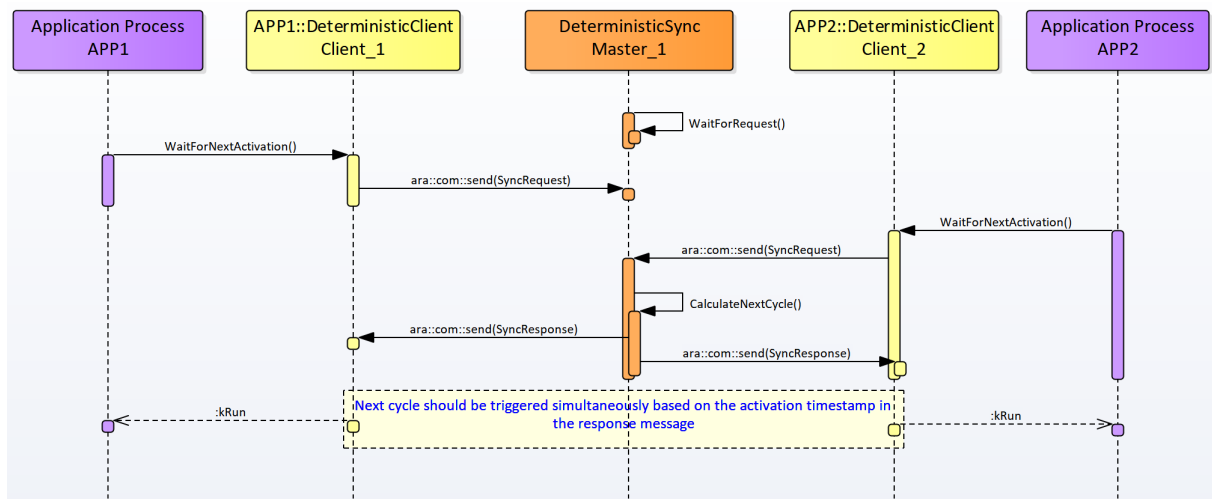 Application Process
APP1
APP1::DeterministicClient
Client_1
DeterministicSync
Master_1
APP2::DeterministicClient
Client_2
Application Process
APP2
WaitForRequest()
WaitForNextActivation()
ara::com::send(SyncRequest)
WaitForNextActivation()
ara::com::send(SyncRequest)
CalculateNextCycle()
ara::com::send(SyncResponse)
ara::com::send(SyncResponse)
Next cycle should be triggered simultaneously based on the activation timestamp in
the response message
:kRun
:kRun